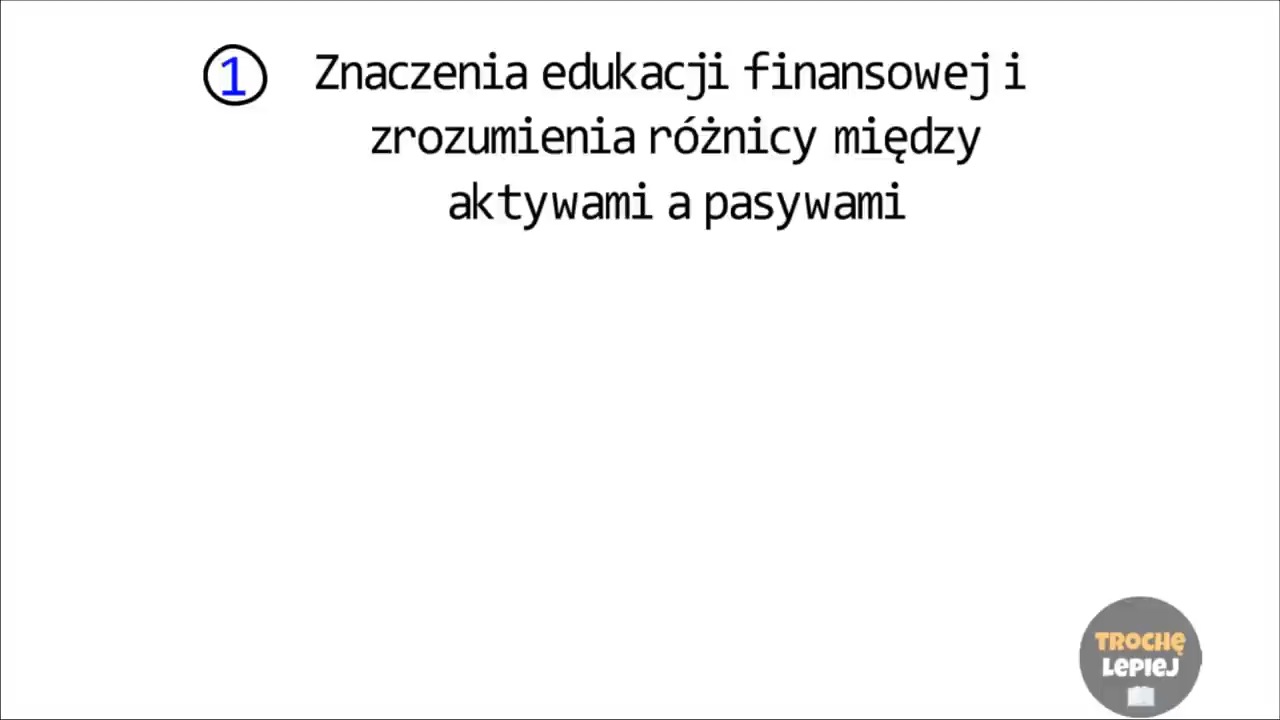 1 Znaczenia edukacji finansowej i
zrozumienia różnicy między
aktywami a pasywami
TROCHę
LePIeJ